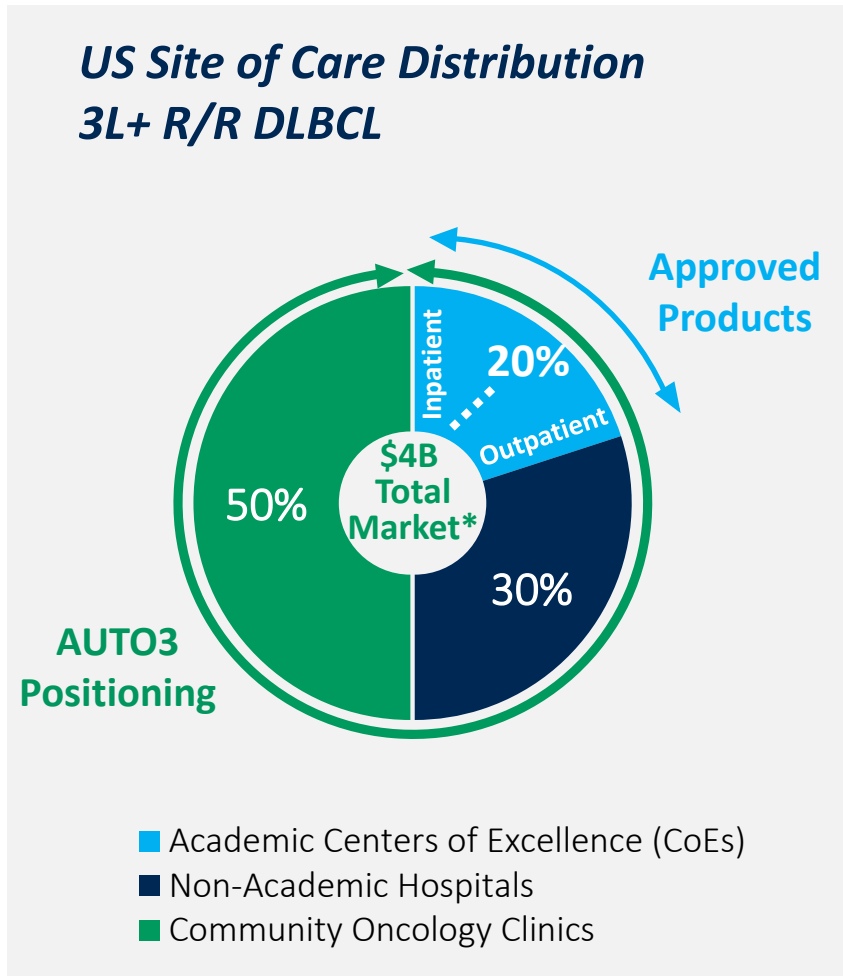 US Site of Care Distribution
3L+ R/R DLBCL
Approved
Products
Inpatient
20%
Outpatient
$4B
Total
Market*
50%
30%
AUTO3
Positioning
Academic Centers of Excellence (CoEs)
Non-Academic Hospitals
Community Oncology Clinics